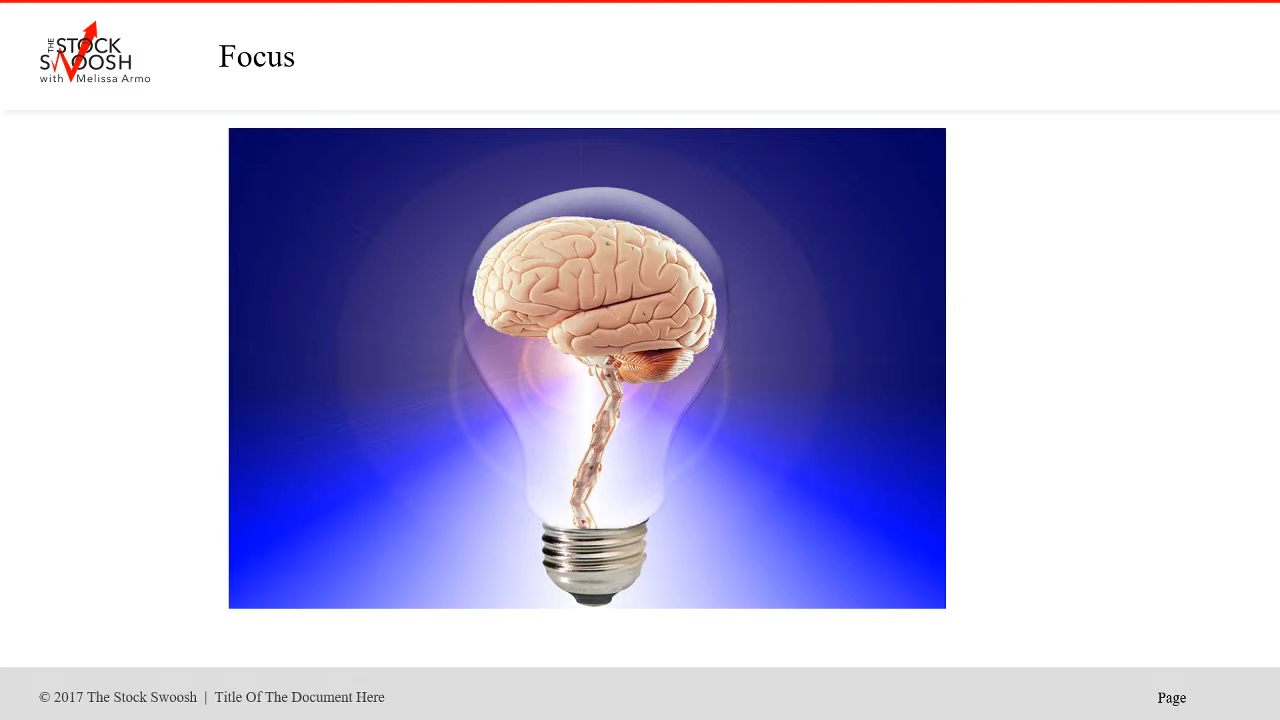 THE STOCK
SWOOSH
with Melissa Armo
Focus
© 2017 The Stock Swoosh | Title Of The Document Here
Page